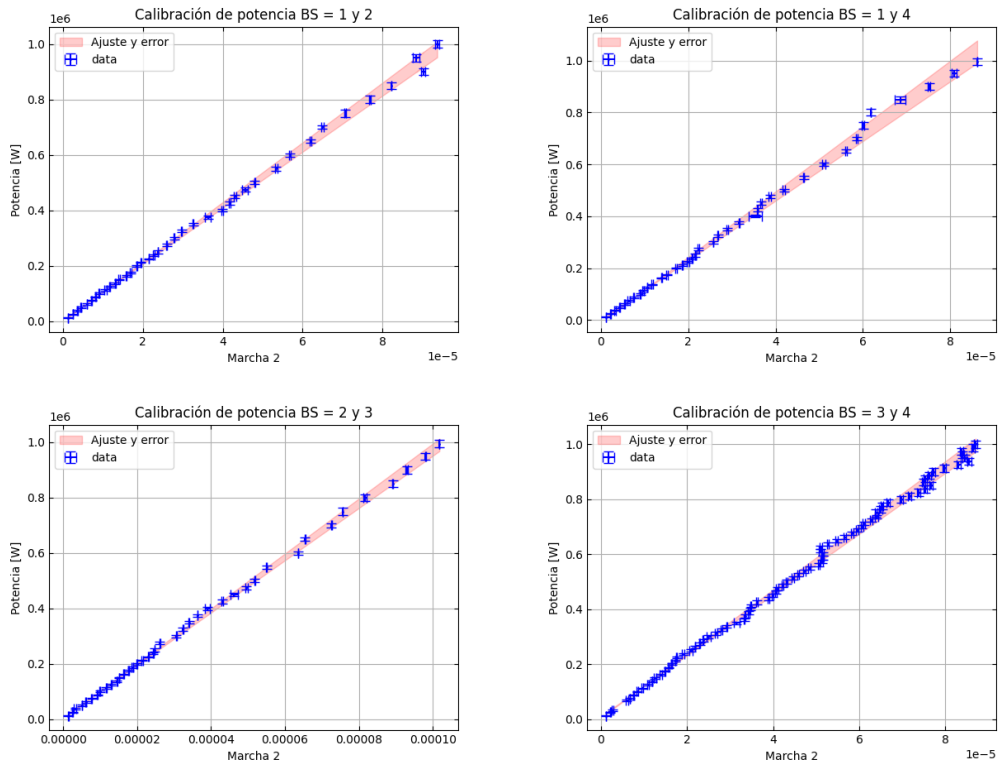 Calibración de potencia BS = 1 y 2
1e6
Ajuste y error
data
1.0
0.8
0.6
0.4
0.2
0.0
Potencia [W]
0 2 4 6 8
1e−5
Marcha 2
Calibración de potencia BS = 1 y 4
1e6
Ajuste y error
data
1.0
0.8
0.6
0.4
0.2
0.0
Potencia [W]
0 2 4 6 8
1e−5
Marcha 2
Calibración de potencia BS = 2 y 3
1e6
Ajuste y error
data
1.0
0.8
0.6
0.4
0.2
0.0
Potencia [W]
0.00000 0.00002 0.00004 0.00006 0.00008 0.00010
Marcha 2
Calibración de potencia BS = 3 y 4
1e6
Ajuste y error
data
1.0
0.8
0.6
0.4
0.2
0.0
Potencia [W]
0 2 4 6 8
1e−5
Marcha 2